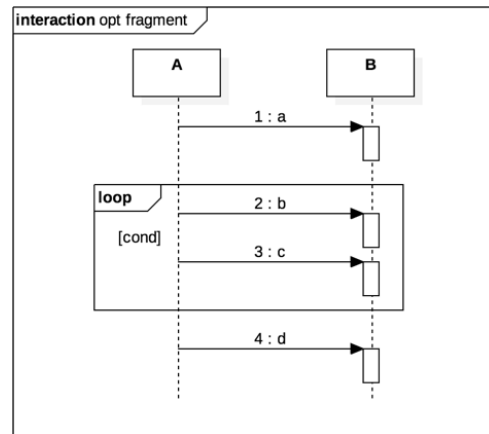 interaction opt fragment
A
B
1 : a
loop
2 : b
[cond]
3 : c
4 : d